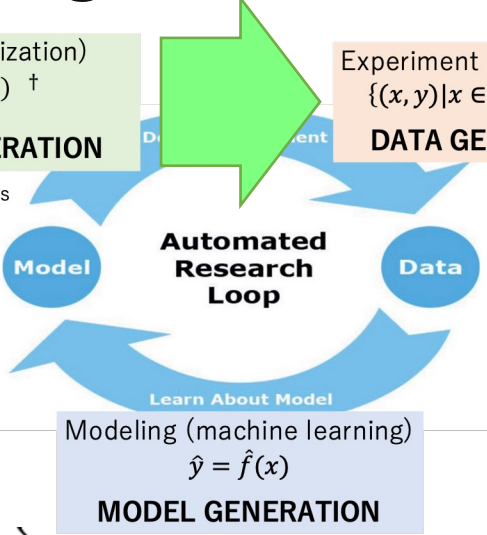 ization)
) †
ERATION
s
Experiment
{(x, y)|x ∈
DATA GE
Model
Automated
Research
Loop
Data
Learn About Model
Modeling (machine learning)
ŷ = f̂(x)
MODEL GENERATION